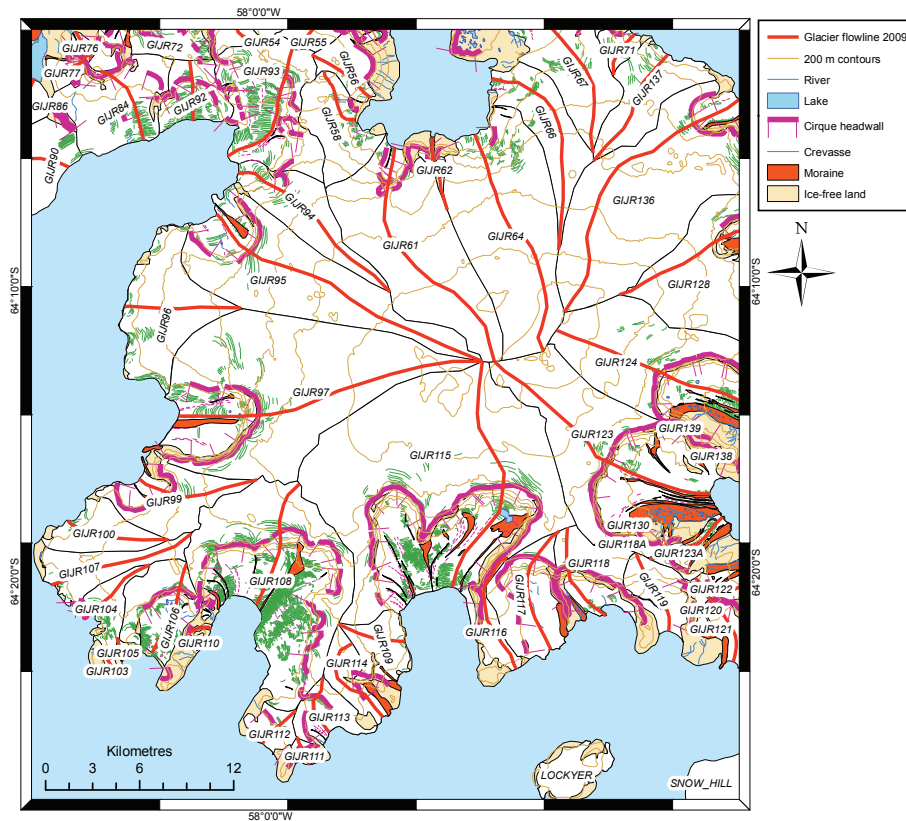 58°0'0"W
GIJR76
GIJR72
GIJR54
GIJR55
GIJR71
GIJR77
GIJR93
GIJR56
GIJR67
GIJR137
GIJR86
GIJR84
GIJR92
GIJR58
GIJR66
GIJR90
GIJR62
GIJR94
GIJR136
GIJR61
GIJR64
GIJR95
GIJR128
64°10'0"S
64°10'0"S
GIJR96
GIJR124
GIJR97
GIJR123
GIJR139
GIJR115
GIJR138
GIJR99
GIJR130
GIJR100
GIJR118A
GIJR123A
GIJR107
GIJR108
GIJR118
GIJR119
GIJR122
64°20'0"S
64°20'0"S
GIJR104
GIJR106
GIJR117
GIJR120
GIJR110
GIJR116
GIJR121
GIJR105
GIJR109
GIJR103
GIJR114
GIJR113
GIJR112
GIJR111
Kilometres
0 3 6 12
LOCKYER
SNOW_HILL
58°0'0"W
Glacier flowline 2009
200 m contours
River
Lake
Cirque headwall
Crevasse
Moraine
Ice-free land
N